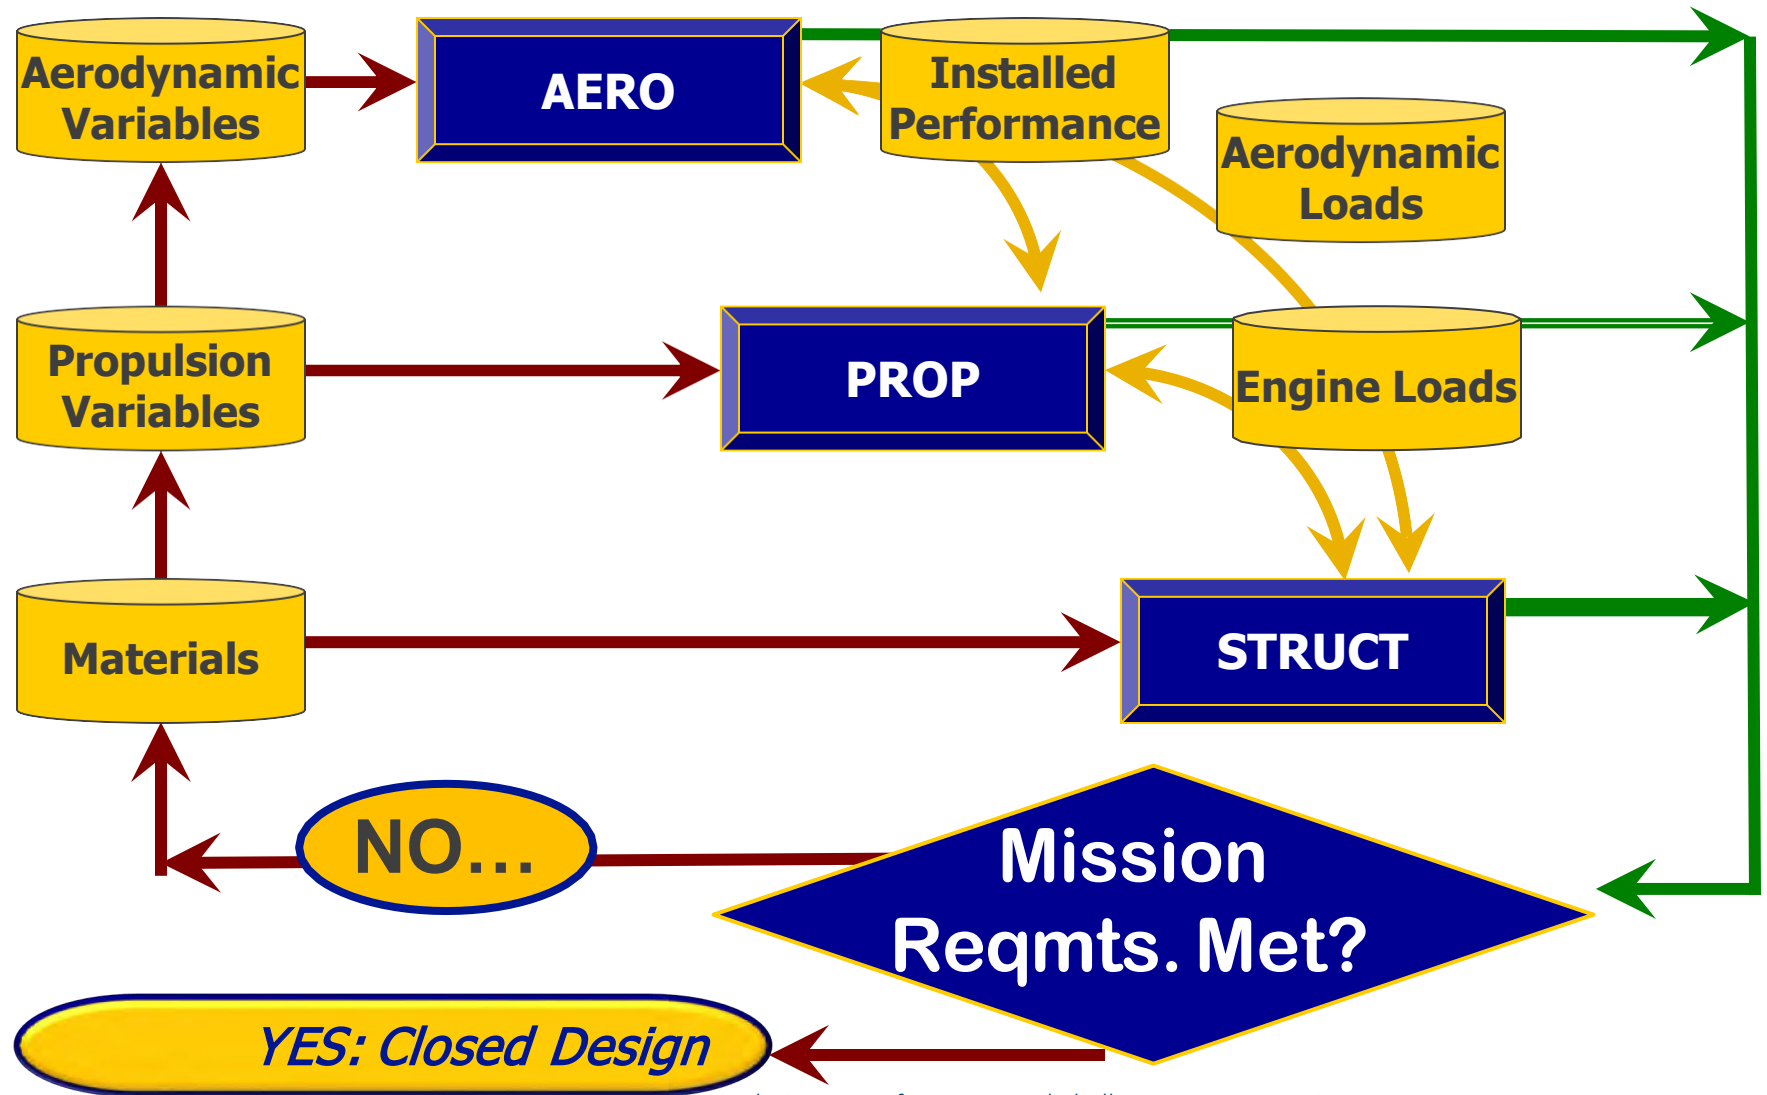 Aerodynamic
Variables
AERO
Installed
Performance
Aerodynamic
Loads
Propulsion
Variables
PROP
Engine Loads
Materials
STRUCT
NO...
Mission
Reqmts. Met?
YES: Closed Design